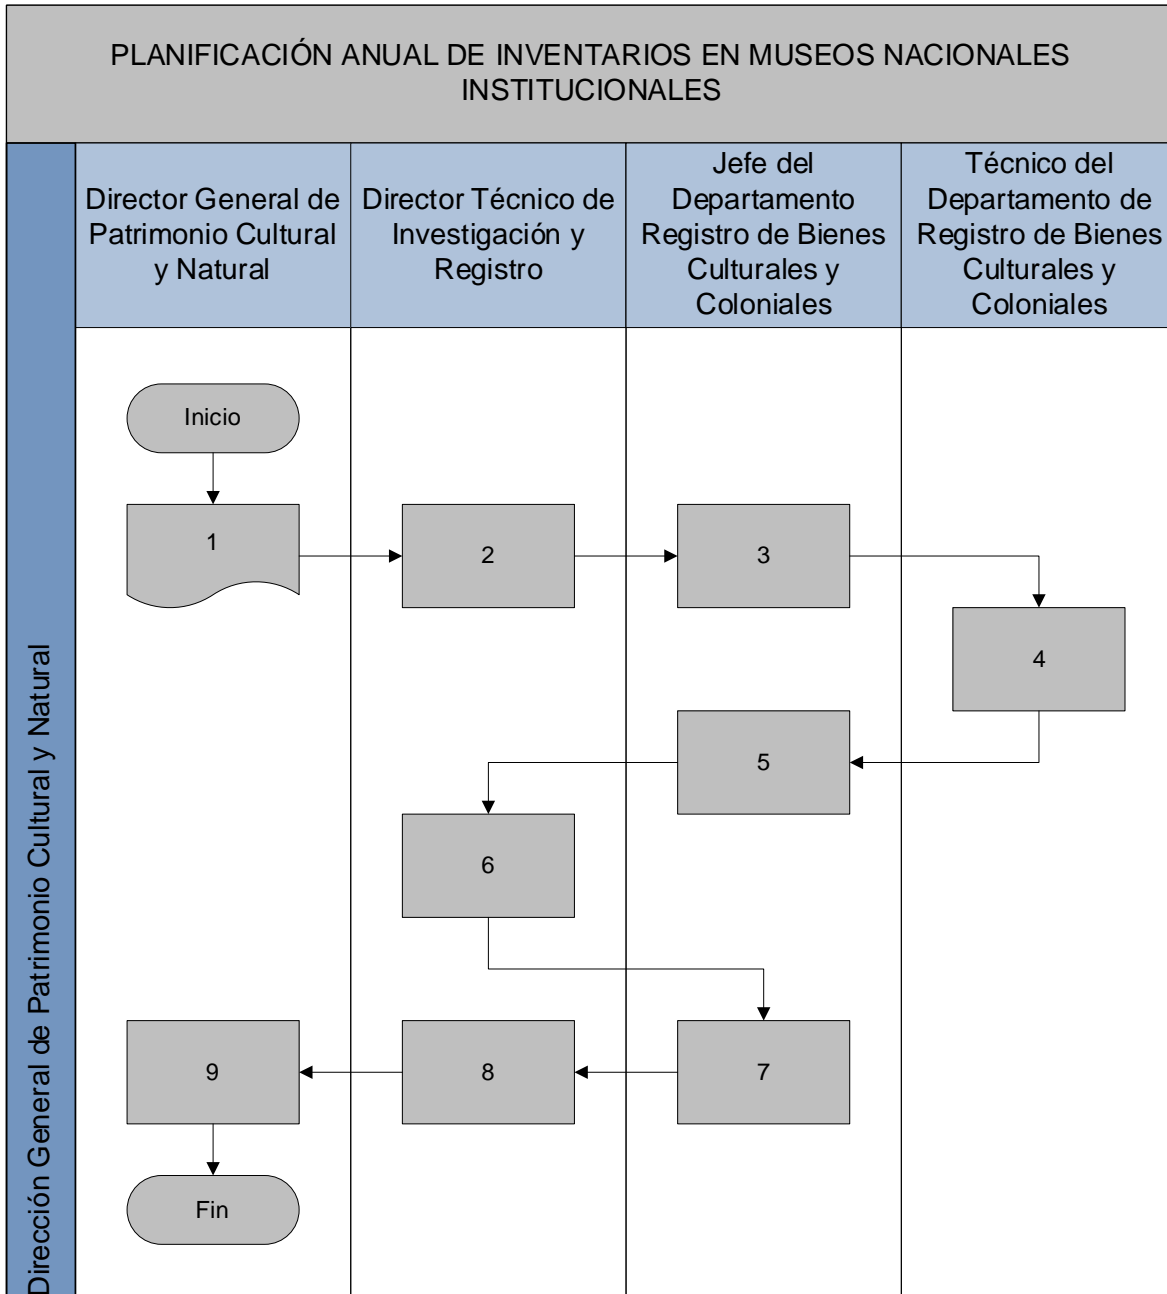 PLANIFICACIÓN ANUAL DE INVENTARIOS EN MUSEOS NACIONALES
INSTITUCIONALES
Dirección General de Patrimonio Cultural y Natural
Director General de
Patrimonio Cultural
y Natural
Director Técnico de
Investigación y
Registro
Jefe del
Departamento
Registro de Bienes
Culturales y
Coloniales
Técnico del
Departamento de
Registro de Bienes
Culturales y
Coloniales
Inicio
1
2
3
4
5
6
7
8
9
Fin